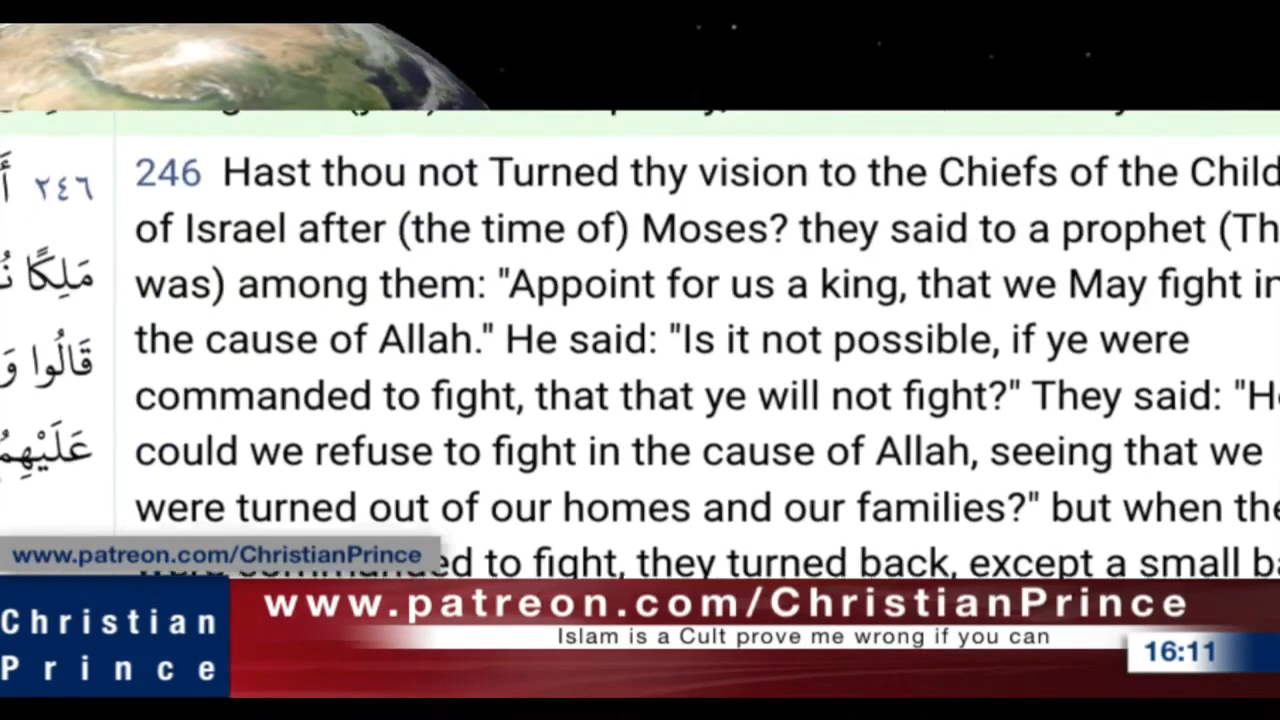 246 Hast thou not Turned thy vision to the Chiefs of the Child
of Israel after (the time of) Moses? they said to a prophet (Th
was) among them: "Appoint for us a king, that we May fight in
the cause of Allah." He said: "Is it not possible, if ye were
commanded to fight, that that ye will not fight?" They said: "H
could we refuse to fight in the cause of Allah, seeing that we
were turned out of our homes and our families?" but when the
to fight, they turned back, except a small ba
٢٤٦ أَ
مَلِكًا نُ
قَالُوا وَ
عَلَيْهِمُ
www.patreon.com/ChristianPrince
www.patreon.com/ChristianPrince
Islam is a Cult prove me wrong if you can
Christian
Prince
16:11